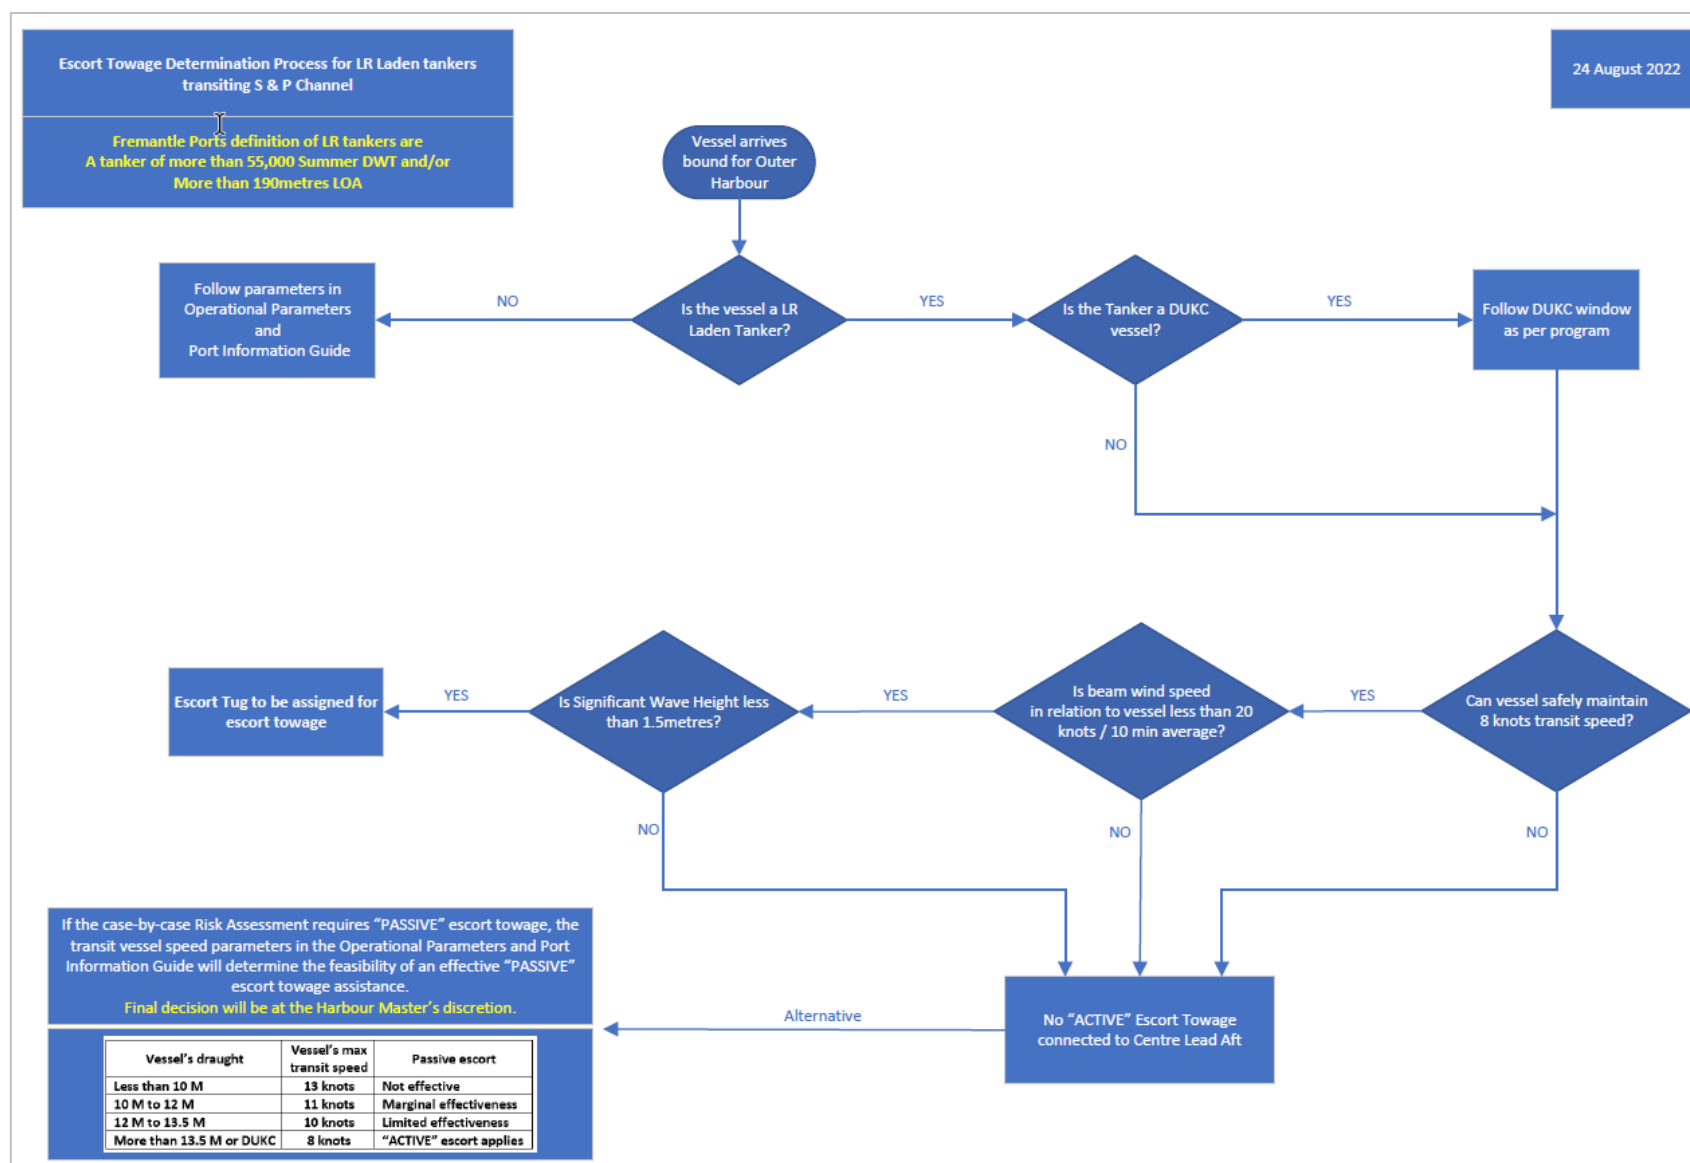 Escort Towage Determination Process for LR Laden tankers
transiting S & P Channel
24 August 2022
Fremantle Ports definition of LR tankers are
A tanker of more than 55,000 Summer DWT and/or
More than 190metres LOA
Vessel arrives
bound for Outer
Harbour
Follow parameters in
Operational Parameters
and
Port Information Guide
NO
Is the vessel a LR
Laden Tanker?
YES
Is the Tanker a DUKC
vessel?
YES
Follow DUKC window
as per program
NO
Escort Tug to be assigned for
escort towage
YES
Is Significant Wave Height less
than 1.5metres?
YES
Is beam wind speed
in relation to vessel less than 20
knots / 10 min average?
YES
Can vessel safely maintain
8 knots transit speed?
NO
NO
NO
If the case-by-case Risk Assessment requires “PASSIVE” escort towage, the
transit vessel speed parameters in the Operational Parameters and Port
Information Guide will determine the feasibility of an effective “PASSIVE”
escort towage assistance.
Final decision will be at the Harbour Master’s discretion.
Alternative
No “ACTIVE” Escort Towage
connected to Centre Lead Aft
Vessel’s draught Vessel’s max transit speed Passive escort
Less than 10 M 13 knots Not effective
10 M to 12 M 11 knots Marginal effectiveness
12 M to 13.5 M 10 knots Limited effectiveness
More than 13.5 M or DUKC 8 knots “ACTIVE” escort applies